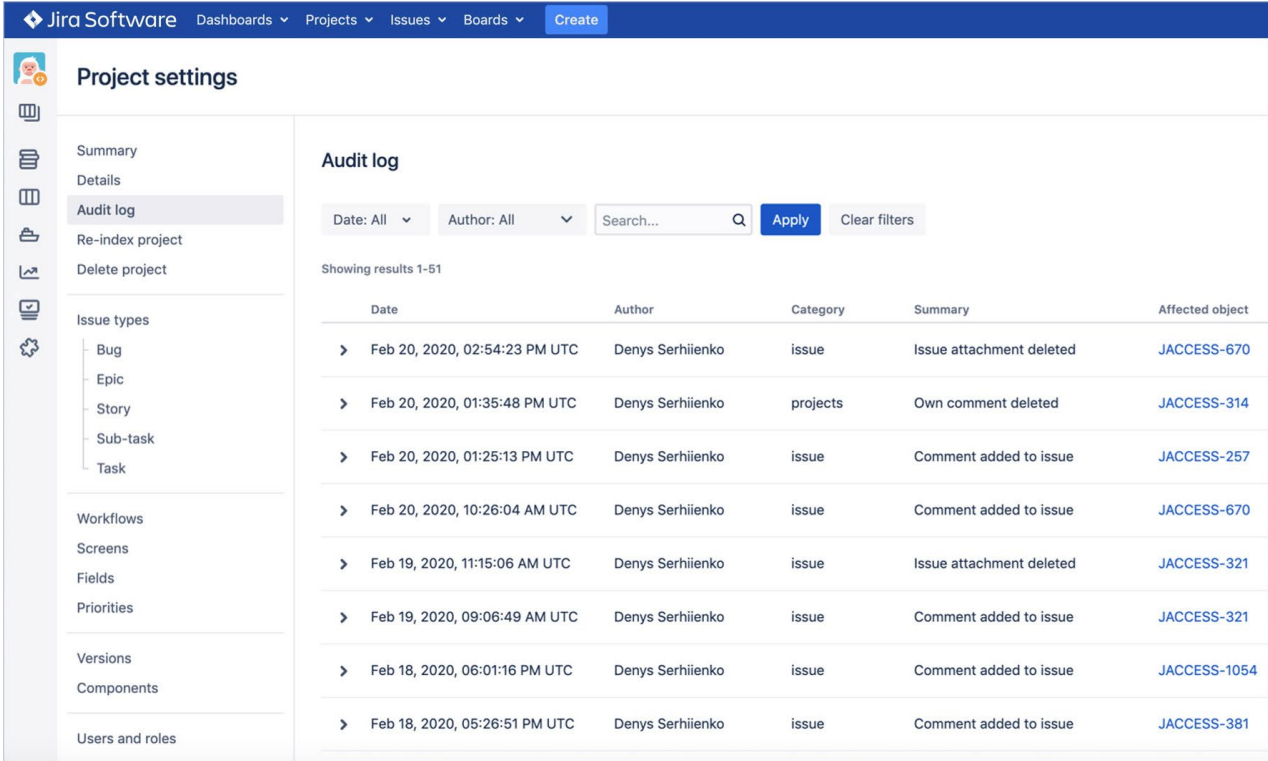 Jira Software Dashboards Projects Issues Boards Create
Project settings
Summary
Details
Audit log
Re-index project
Delete project
Issue types
Bug
Epic
Story
Sub-task
Task
Workflows
Screens
Fields
Priorities
Versions
Components
Users and roles
Audit log
Date: All Author: All Search... Apply Clear filters
Showing results 1-51
Date Author Category Summary Affected object
Feb 20, 2020, 02:54:23 PM UTC Denys Serhiienko issue Issue attachment deleted JACCESS-670
Feb 20, 2020, 01:35:48 PM UTC Denys Serhiienko projects Own comment deleted JACCESS-314
Feb 20, 2020, 01:25:13 PM UTC Denys Serhiienko issue Comment added to issue JACCESS-257
Feb 20, 2020, 10:26:04 AM UTC Denys Serhiienko issue Comment added to issue JACCESS-670
Feb 19, 2020, 11:15:06 AM UTC Denys Serhiienko issue Issue attachment deleted JACCESS-321
Feb 19, 2020, 09:06:49 AM UTC Denys Serhiienko issue Comment added to issue JACCESS-321
Feb 18, 2020, 06:01:16 PM UTC Denys Serhiienko issue Comment added to issue JACCESS-1054
Feb 18, 2020, 05:26:51 PM UTC Denys Serhiienko issue Comment added to issue JACCESS-381